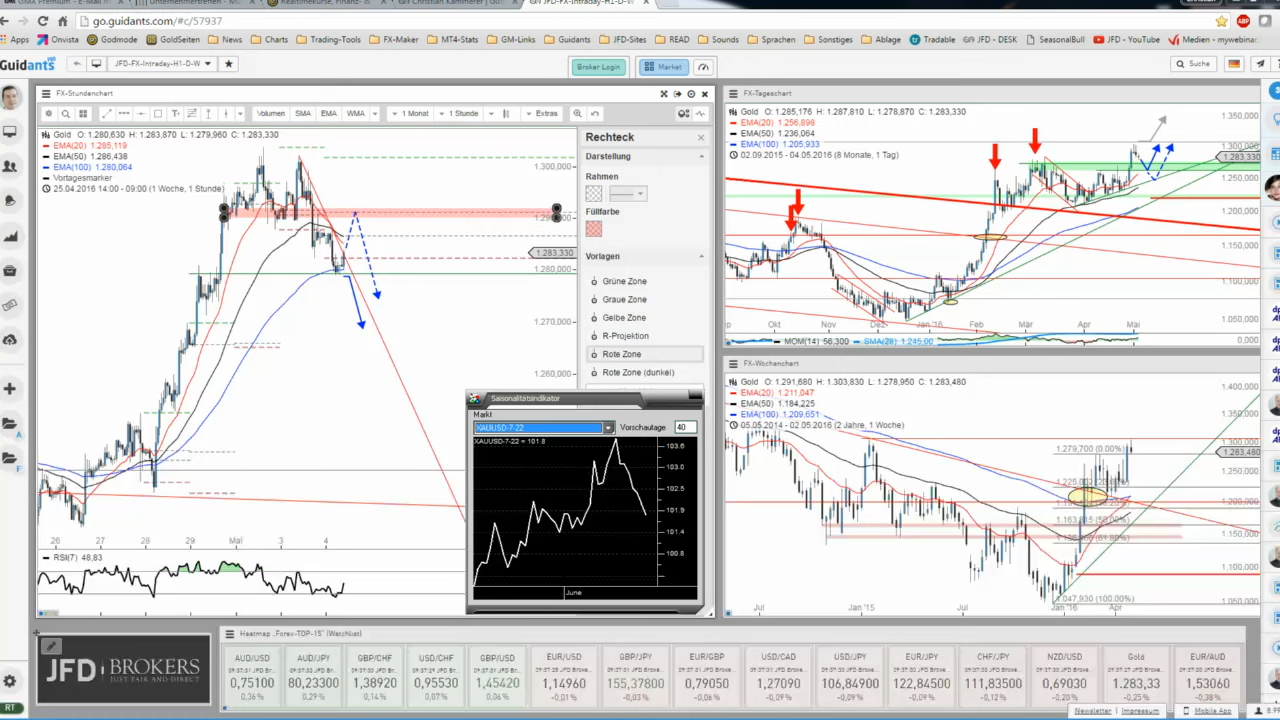 GMX Premium - E-Mail
Unternehmertreffen - M
Realtimekurse, Finanz-
Christian Kämmerer | Gui
JFD-FX-Intraday-H1-D-W
go.guidants.com/#c/57937
Apps Onvista Godmode GoldSeiten News Charts Trading-Tools FX-Maker MT4-Stats GM-Links Guidants JFD-Sites READ Sounds Sprachen Sonstiges Ablage Tradable JFD - DESK SeasonalBull JFD - YouTube Medien - mywebinar
Guidants
JFD-FX-Intraday-H1-D-W
Broker Login
Market
Suche
FX-Stundenchart
Volumen SMA EMA WMA 1 Monat 1 Stunde Extras
Gold O: 1.280,630 H: 1.283,870 L: 1.279,960 C: 1.283,330
EMA(20) 1.285,119
EMA(50) 1.286,438
EMA(100) 1.280,064
Vortagesmarker
25.04.2016 14:00 - 09:00 (1 Woche, 1 Stunde)
1.300,000
1.290,000
1.283,330
1.280,000
1.270,000
1.260,000
26 27 28 29 Mai 3 4
RSI(7) 48,83
Rechteck
Darstellung
Rahmen
Füllfarbe
Vorlagen
Grüne Zone
Graue Zone
Gelbe Zone
R-Projektion
Rote Zone
Rote Zone (dunkel)
Saisonalitätsindikator
Markt
XAUUSD-7-22
Vorschautage 40
XAUUSD-7-22 = 101.8
103.6
103.0
102.5
101.9
101.4
100.8
June
FX-Tageschart
Gold O: 1.285,176 H: 1.287,810 L: 1.278,870 C: 1.283,330
EMA(20) 1.256,898
EMA(50) 1.236,064
EMA(100) 1.205,933
02.09.2015 - 04.05.2016 (8 Monate, 1 Tag)
1.350,000
1.300,000
1.283,330
1.250,000
1.200,000
1.150,000
1.100,000
1.050,000
Okt Nov Dez Jan '16 Feb Mär Apr Mai
0,000
MOM(14) 56,300 SMA(28) 1.245,00
FX-Wochenchart
Gold O: 1.291,680 H: 1.303,830 L: 1.278,950 C: 1.283,480
EMA(20) 1.211,047
EMA(50) 1.184,225
EMA(100) 1.209,651
05.05.2014 - 02.05.2016 (2 Jahre, 1 Woche)
1.400,000
1.350,000
1.300,000
1.283,480
1.250,000
1.200,000
1.150,000
1.100,000
1.050,000
1.279,700 (0.00%)
1.047,930 (100.00%)
Jul Jan '15 Jul Jan '16 Apr
JFD BROKERS
JUST FAIR AND DIRECT
Heatmap „Forex-TOP-15" (Watchlist)
AUD/USD AUD/JPY GBP/CHF USD/CHF GBP/USD EUR/USD GBP/JPY EUR/GBP USD/CAD USD/JPY EUR/JPY CHF/JPY NZD/USD Gold EUR/AUD
0,75100 80,23300 1,38920 0,95530 1,45420 1,14960 155,37800 0,79050 1,27090 106,84900 122,84500 111,83500 0,69030 1.283,33 1,53060
0,36 % 0,29 % 0,14 % 0,07 % 0,06 % -0,01 % -0,03 % -0,06 % -0,09 % -0,09 % -0,09 % -0,12 % -0,20 % -0,25 % -0,38 %
RT
Newsletter Impressum Mobile App